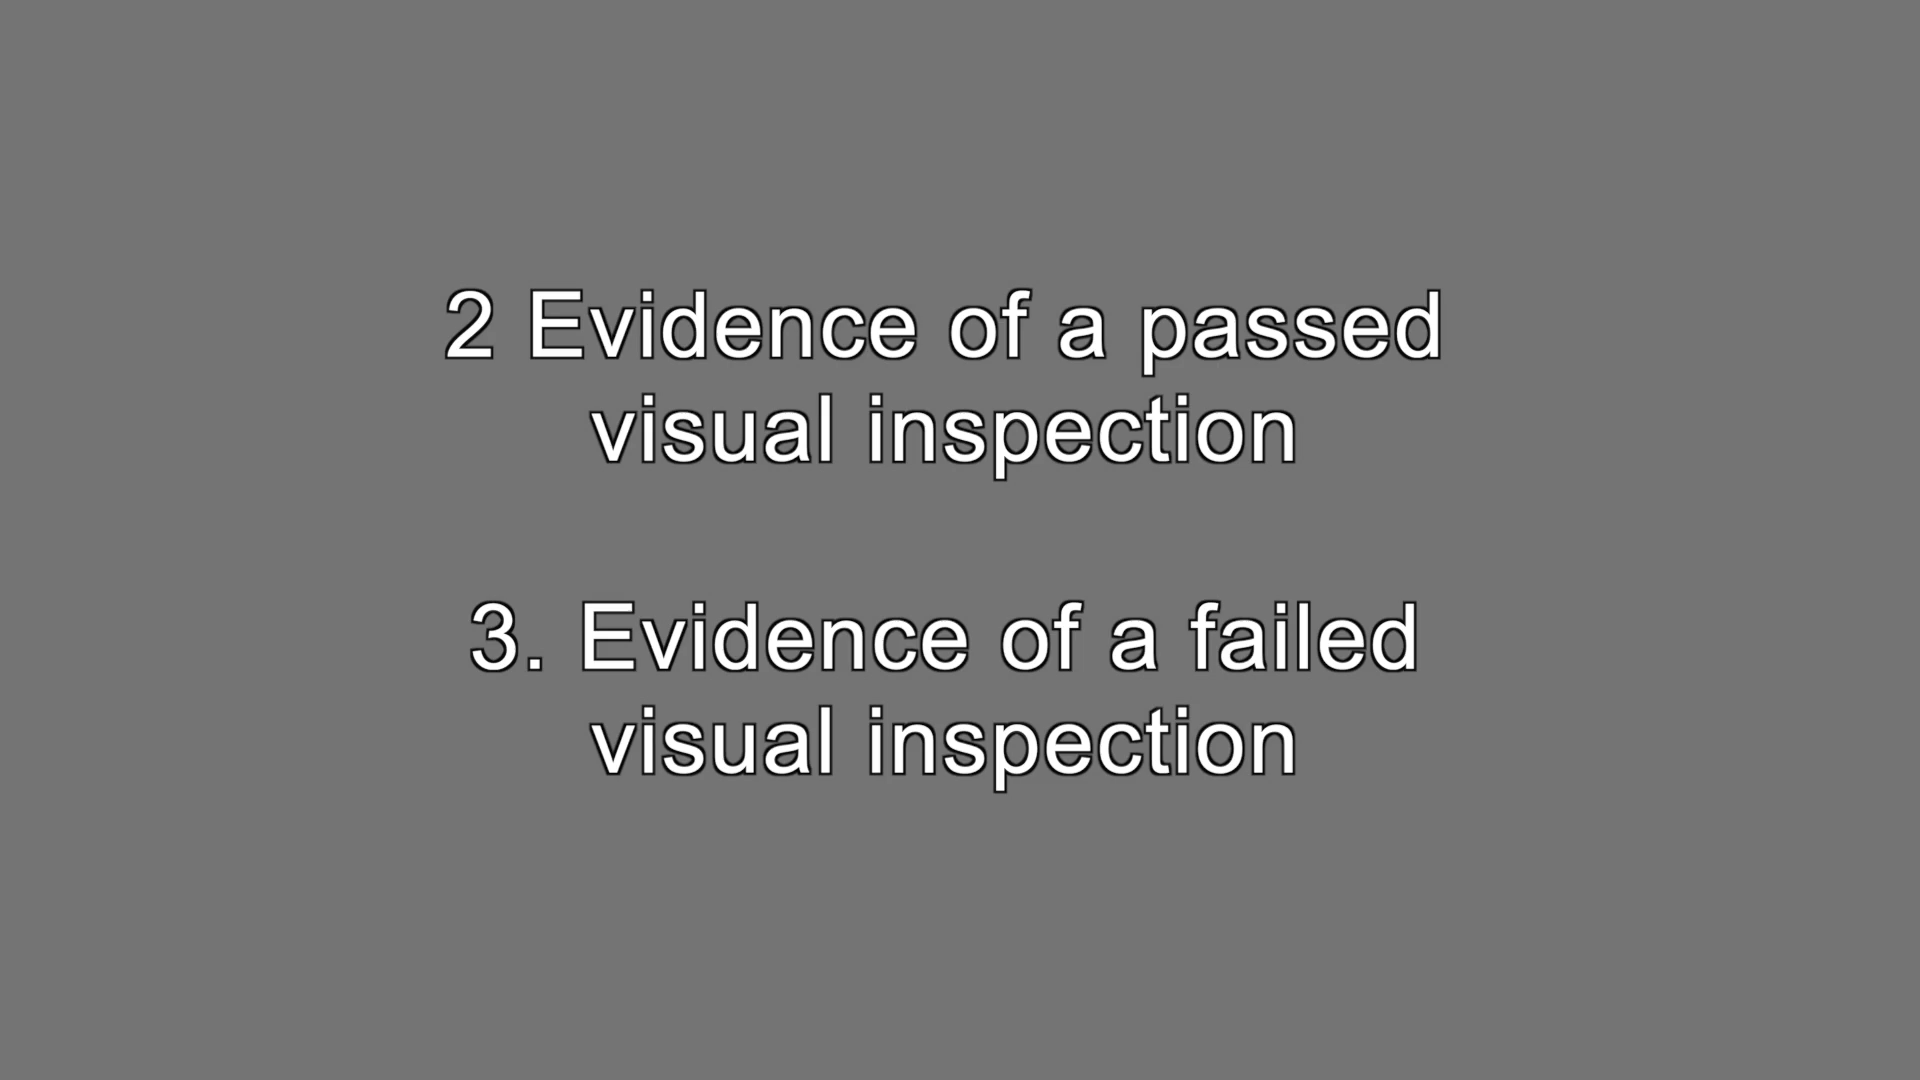 2 Evidence of a passed
visual inspection
3. Evidence of a failed
visual inspection